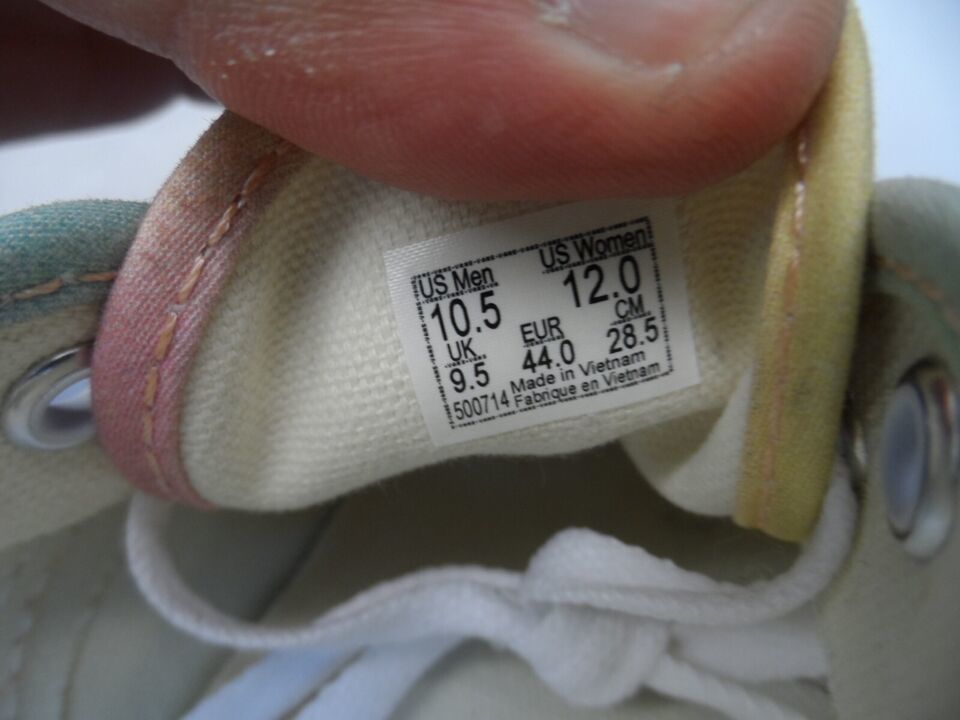 US Men US Women
10.5 12.0
UK EUR CM
9.5 44.0 28.5
Made in Vietnam
500714 Fabrique en Vietnam